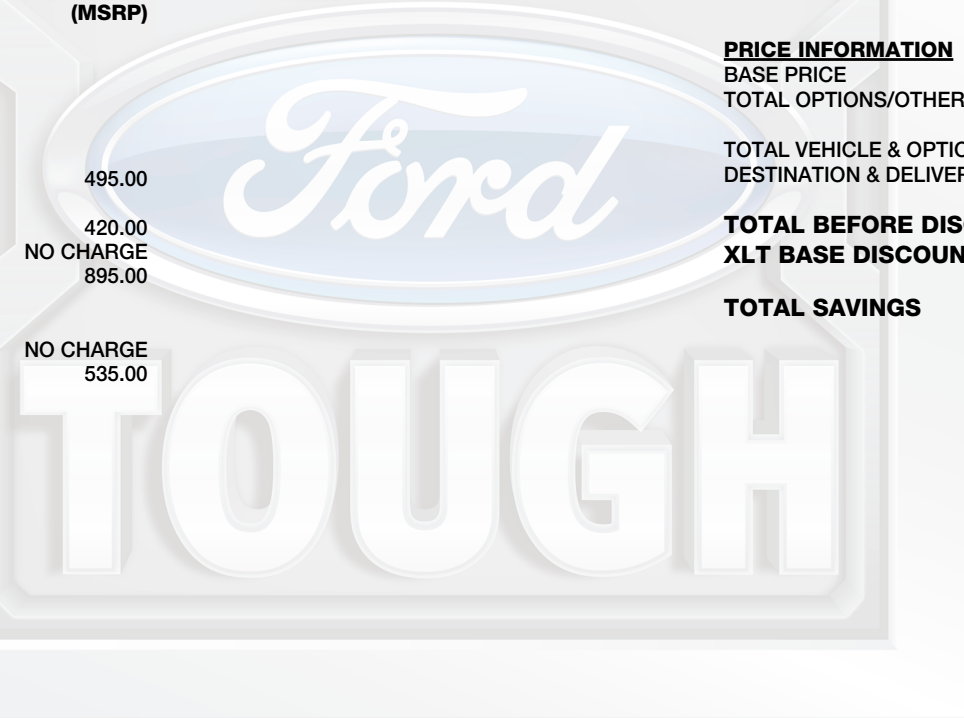 (MSRP)
495.00
420.00
NO CHARGE
895.00
NO CHARGE
535.00
PRICE INFORMATION
BASE PRICE
TOTAL OPTIONS/OTHER
TOTAL VEHICLE & OPTIO
DESTINATION & DELIVER
TOTAL BEFORE DIS
XLT BASE DISCOUN
TOTAL SAVINGS
Ford
TOUGH